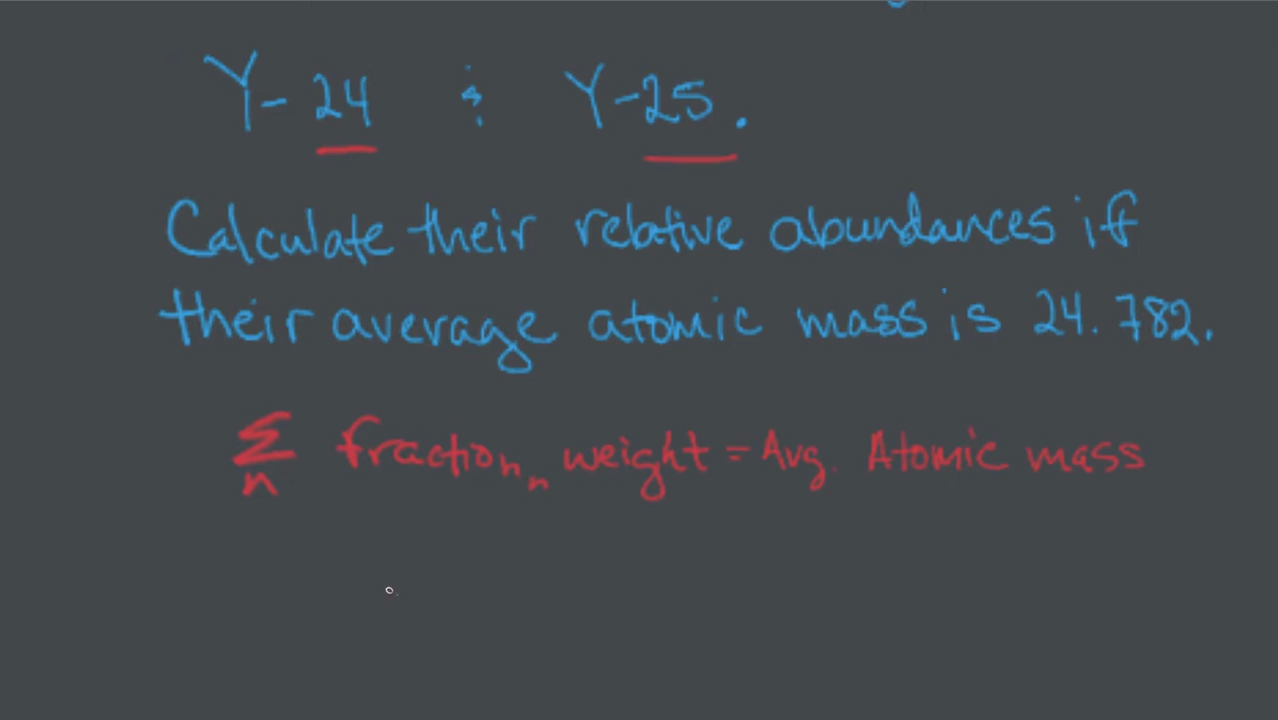 Y-24 & Y-25.
Calculate their relative abundances if
their average atomic mass is 24.782.
Σ fractionₙ ₙ weight = Avg. Atomic mass
n